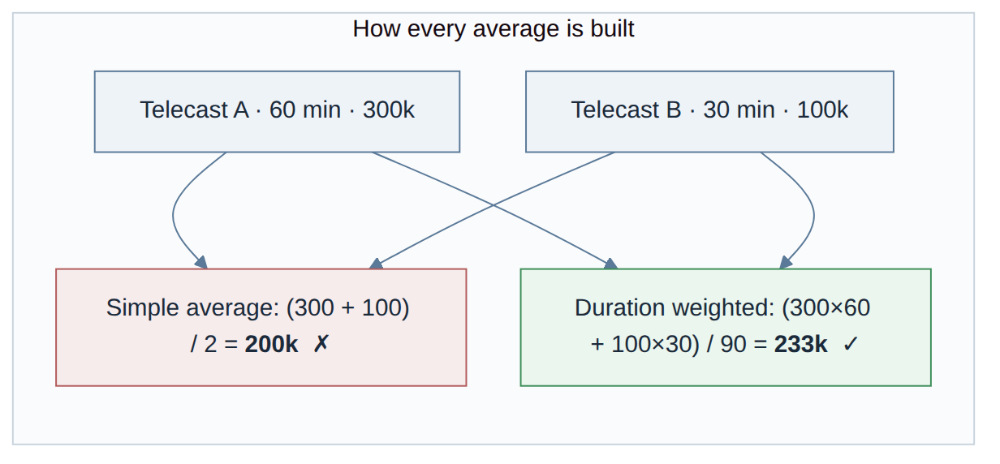 How every average is built
Telecast A · 60 min · 300k
Telecast B · 30 min · 100k
Simple average: (300 + 100)
/ 2 = 200k ✗
Duration weighted: (300×60
+ 100×30) / 90 = 233k ✓